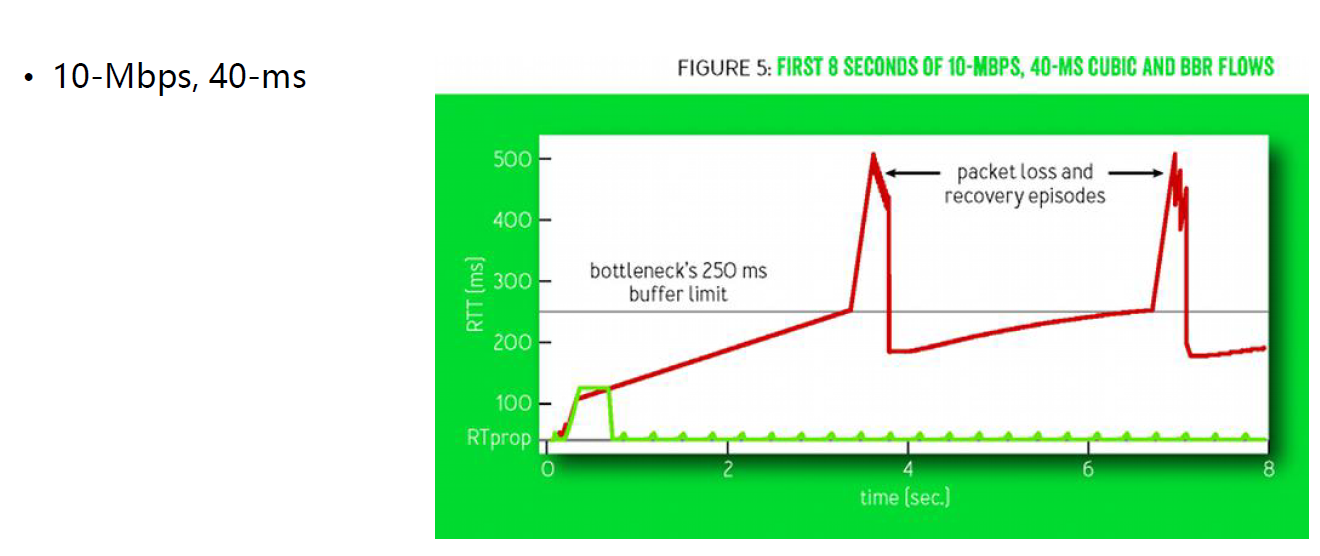 • 10-Mbps, 40-ms
FIGURE 5: FIRST 8 SECONDS OF 10-MBPS, 40-MS CUBIC AND BBR FLOWS
500
400
300
200
100
RTprop
RTT (ms)
packet loss and
recovery episodes
bottleneck's 250 ms
buffer limit
0
2
4
6
8
time (sec.)